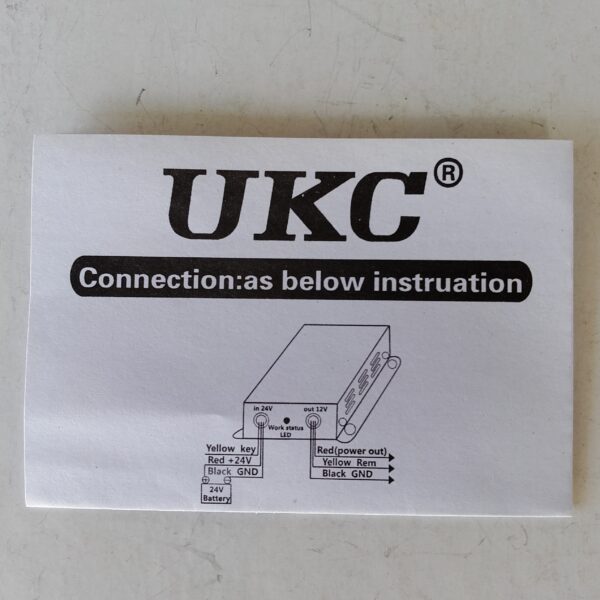 UKC®
Connection:as below instruation
in 24V
out 12V
Work status
LED
Yellow key
Red +24V
Black GND
24V
Battery
Red(power out)
Yellow Rem
Black GND